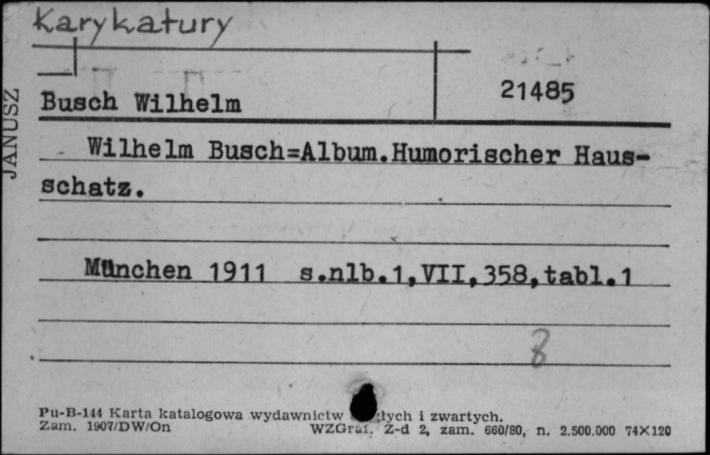 Karykatury
JANUSZ
Busch Wilhelm
21485
Wilhelm Busch=Album.Humorischer Haus-
schatz.
München 1911 s.nlb.1,VII,358,tabl.1
8
Pu-B-144 Karta katalogowa wydawnictw i zwartych.
Zam. 1907/DW/On WZGraf. Z-d 2, zam. 660/80, n. 2.500.000 74X120